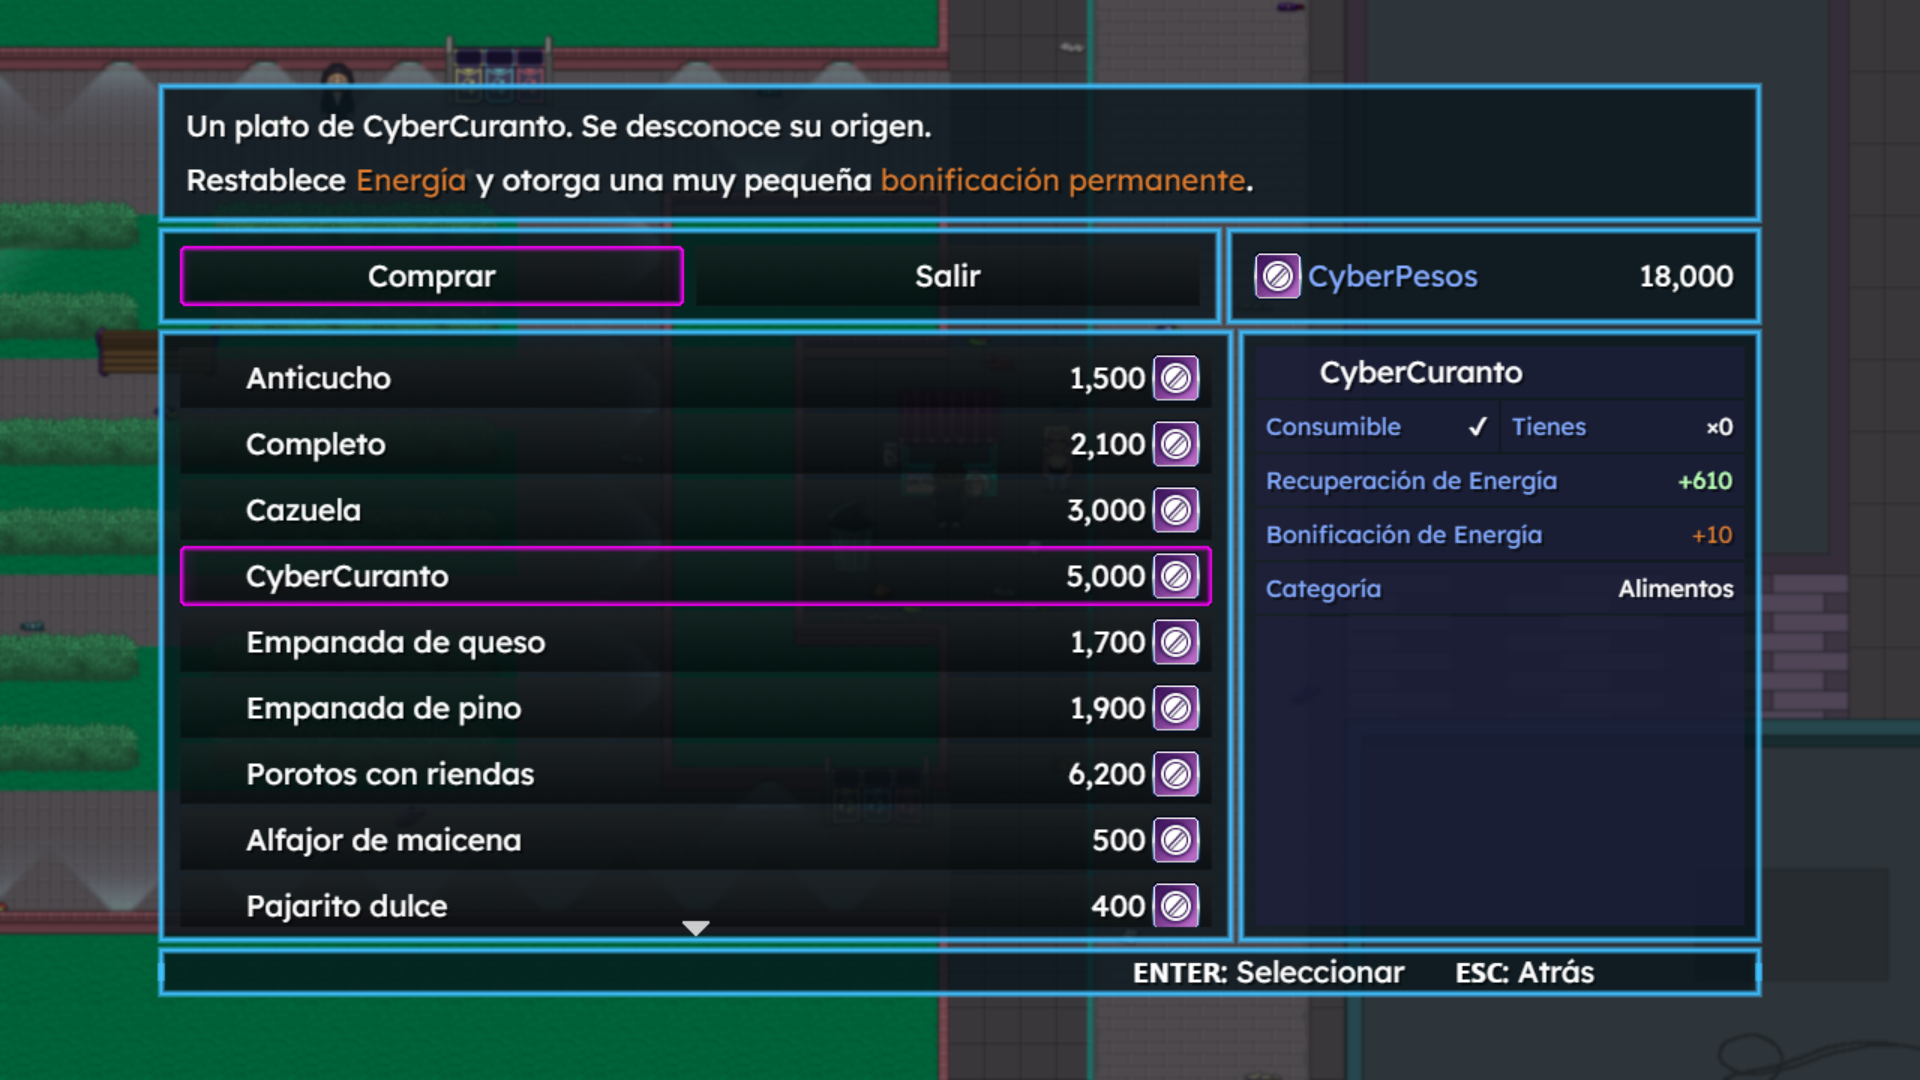 Un plato de CyberCuranto. Se desconoce su origen.
Restablece Energía y otorga una muy pequeña bonificación permanente.
Comprar
Salir
CyberPesos 18,000
Anticucho 1,500
Completo 2,100
Cazuela 3,000
CyberCuranto 5,000
Empanada de queso 1,700
Empanada de pino 1,900
Porotos con riendas 6,200
Alfajor de maicena 500
Pajarito dulce 400
CyberCuranto
Consumible ✓ Tienes ×0
Recuperación de Energía +610
Bonificación de Energía +10
Categoría Alimentos
ENTER: Seleccionar ESC: Atrás